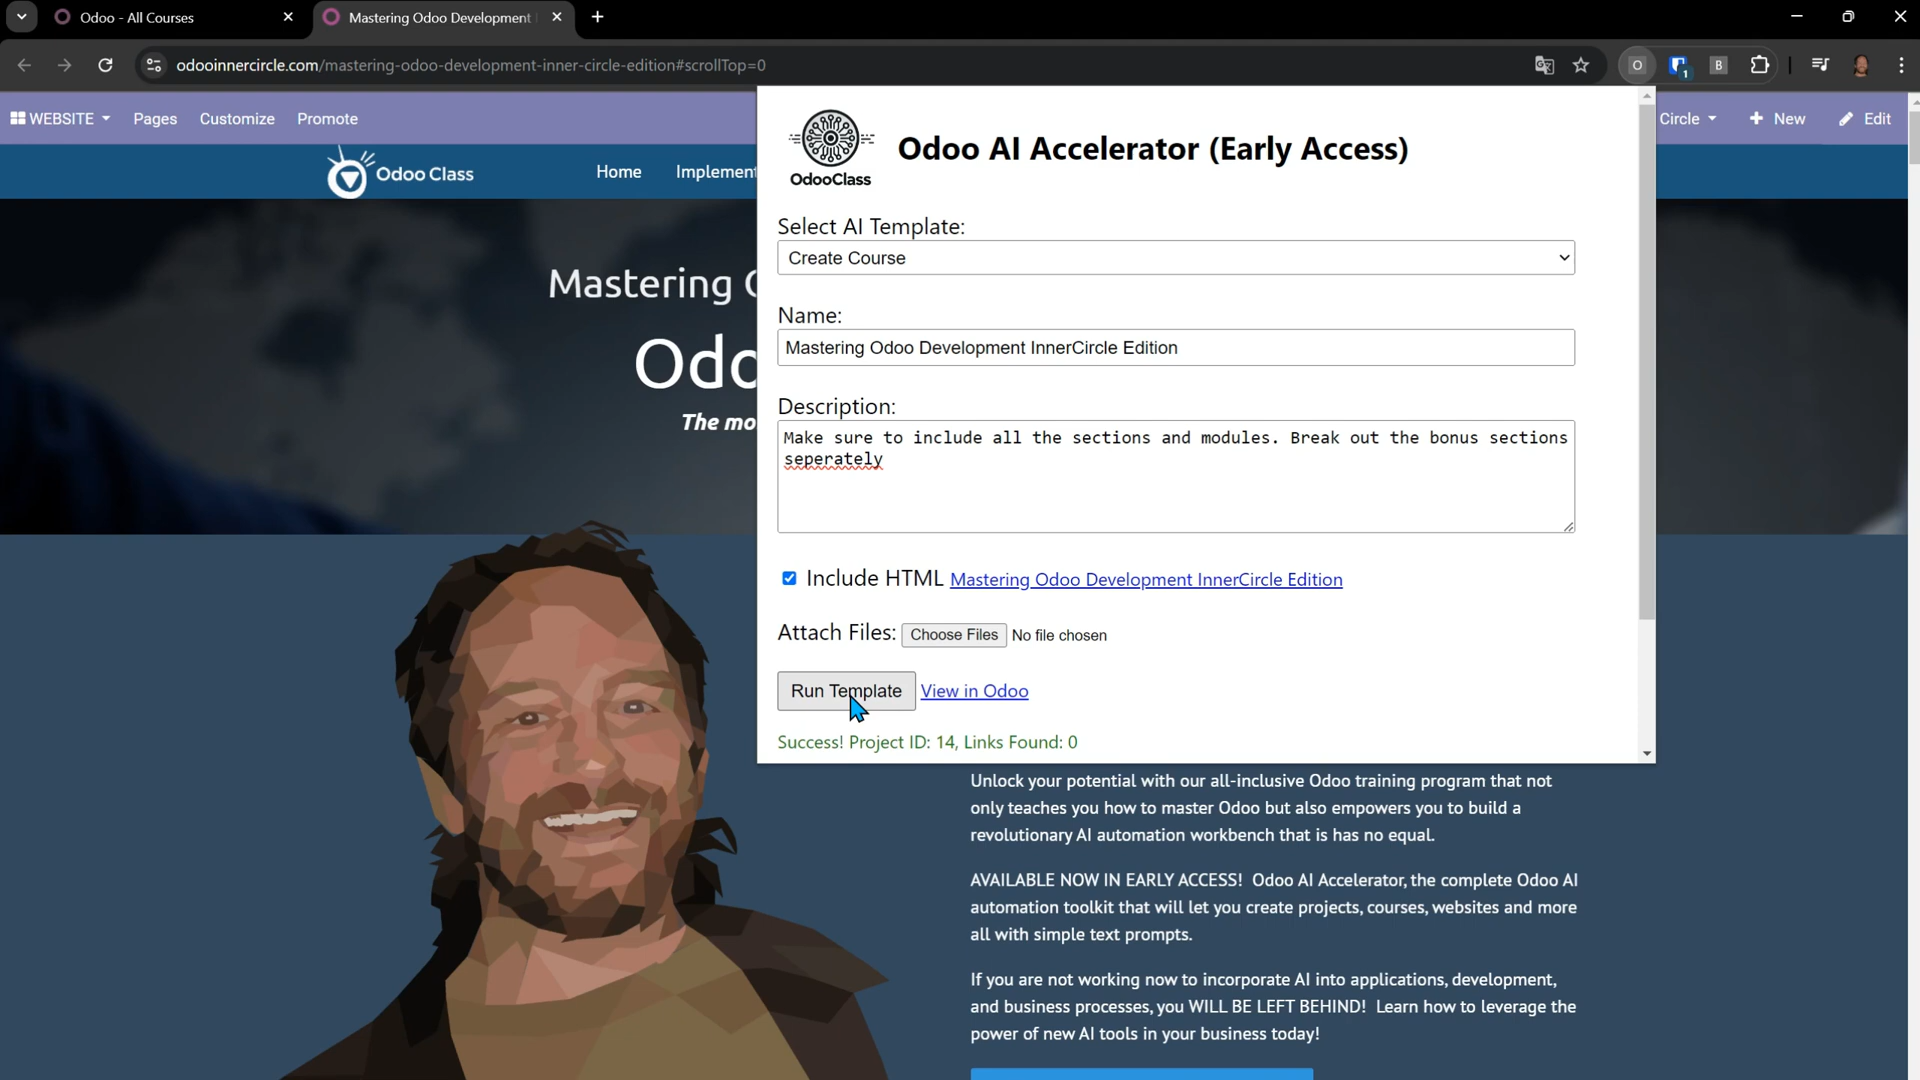 Odoo - All Courses
Mastering Odoo Development
odooinnercircle.com/mastering-odoo-development-inner-circle-edition#scrollTop=0
O
1
B
WEBSITE
Pages
Customize
Promote
Circle
New
Edit
Odoo Class
Home
Implement
Mastering
Odo
The mo
OdooClass
Odoo AI Accelerator (Early Access)
Select AI Template:
Create Course
Name:
Mastering Odoo Development InnerCircle Edition
Description:
Make sure to include all the sections and modules. Break out the bonus sections
seperately
Include HTML Mastering Odoo Development InnerCircle Edition
Attach Files: Choose Files No file chosen
Run Template View in Odoo
Success! Project ID: 14, Links Found: 0
Unlock your potential with our all-inclusive Odoo training program that not
only teaches you how to master Odoo but also empowers you to build a
revolutionary AI automation workbench that is has no equal.
AVAILABLE NOW IN EARLY ACCESS! Odoo AI Accelerator, the complete Odoo AI
automation toolkit that will let you create projects, courses, websites and more
all with simple text prompts.
If you are not working now to incorporate AI into applications, development,
and business processes, you WILL BE LEFT BEHIND! Learn how to leverage the
power of new AI tools in your business today!